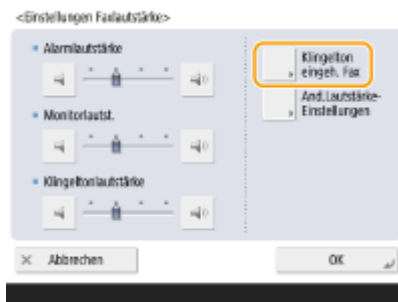 <Einstellungen Faxlautstärke>
Alarmlautstärke
Monitorlautst.
Klingeltonlautstärke
Klingelton
eingeh. Fax
And.Lautstärke-
Einstellungen
× Abbrechen
OK